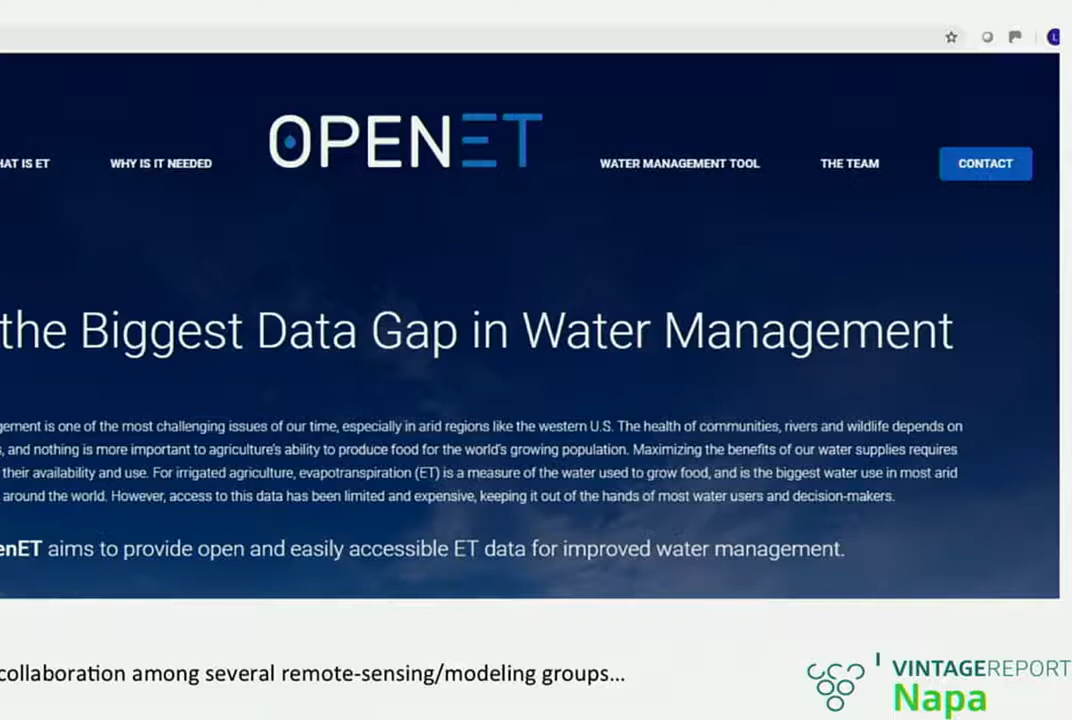 OPENET
HAT IS ET WHY IS IT NEEDED WATER MANAGEMENT TOOL THE TEAM CONTACT
the Biggest Data Gap in Water Management
gement is one of the most challenging issues of our time, especially in arid regions like the western U.S. The health of communities, rivers and wildlife depends on
, and nothing is more important to agriculture's ability to produce food for the world's growing population. Maximizing the benefits of our water supplies requires
their availability and use. For irrigated agriculture, evapotranspiration (ET) is a measure of the water used to grow food, and is the biggest water use in most arid
around the world. However, access to this data has been limited and expensive, keeping it out of the hands of most water users and decision-makers.
enET aims to provide open and easily accessible ET data for improved water management.
collaboration among several remote-sensing/modeling groups...
VINTAGEREPORT
Napa